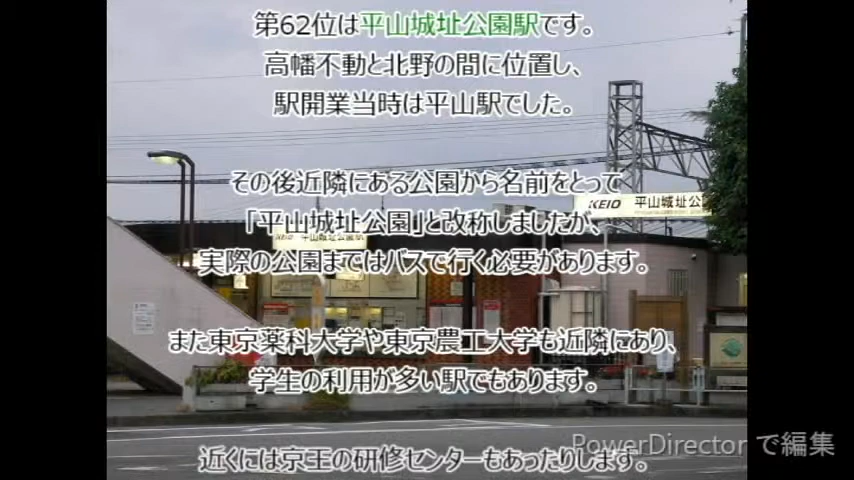 第62位は平山城址公園駅です。
高幡不動と北野の間に位置し、
駅開業当時は平山駅でした。
その後近隣にある公園から名前をとって
「平山城址公園」と改称しましたが、
実際の公園まではバスで行く必要があります。
また東京薬科大学や東京農工大学も近隣にあり、
学生の利用が多い駅でもあります。
近くには京王の研修センターもあったりします。
KEIO 平山城址公
KEIO 平山城址公園駅
PowerDirector で編集